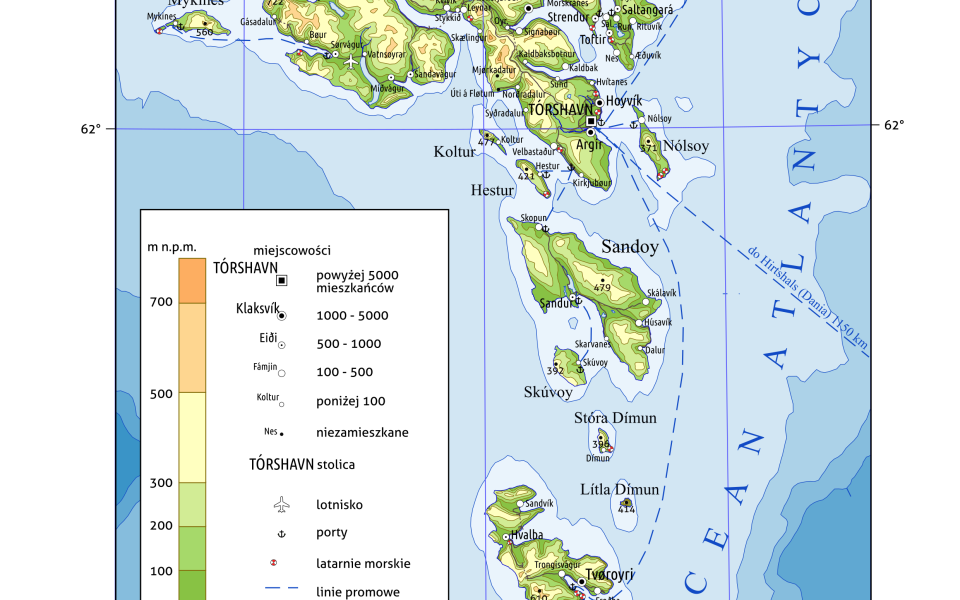 Mykines
Mykines
560
722
Gásadalur
Bøur
Sørvágur
Vatnsoyrar
Sandavágur
Miðvágur
Leynar
Stykkið
Skælingur
Oyr.
Morskranes
Strendur
Saltangará
Sal.
Run.
Rituvík
Toftir
Nes
Æðuvík
Signabøur
Kaldbaksbotnur
Kaldbak
Mjørkadalur
Sund
Hvítanes
Úti á Fløtum
Norðradalur
Hoyvík
TÓRSHAVN
Syðradalur
Nólsoy
62°
62°
477
Koltur
Koltur
Argir
371
Nólsoy
Velbastaður
Hestur
421
Hestur
Kirkjubøur
Skopun
Sandoy
479
Skálavík
Sandur
Húsavík
Skarvanes
Dalur
392
Skúvoy
Skúvoy
do Hirtshals (Dania) 1150 km
Stóra Dímun
396
Dímun
Lítla Dímun
414
Sandvík
Hvalba
Trongisvágur
Tvøroyri
610
C E A N A T L A N T Y C
m n.p.m.
700
500
300
200
100
miejscowości
TÓRSHAVN
powyżej 5000
mieszkańców
Klaksvík
1000 - 5000
Eiði
500 - 1000
Fámjin
100 - 500
Koltur
poniżej 100
Nes
niezamieszkane
TÓRSHAVN stolica
lotnisko
porty
latarnie morskie
linie promowe